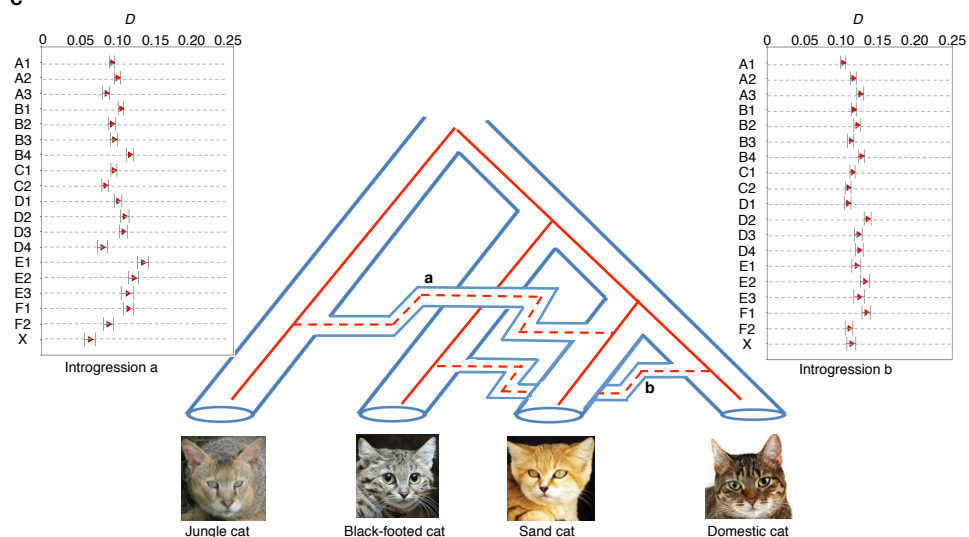 C
D
0 0.05 0.10 0.15 0.20 0.25
A1
A2
A3
B1
B2
B3
B4
C1
C2
D1
D2
D3
D4
E1
E2
E3
F1
F2
X
Introgression a
a
b
Jungle cat
Black-footed cat
Sand cat
Domestic cat
D
0 0.05 0.10 0.15 0.20 0.25
A1
A2
A3
B1
B2
B3
B4
C1
C2
D1
D2
D3
D4
E1
E2
E3
F1
F2
X
Introgression b